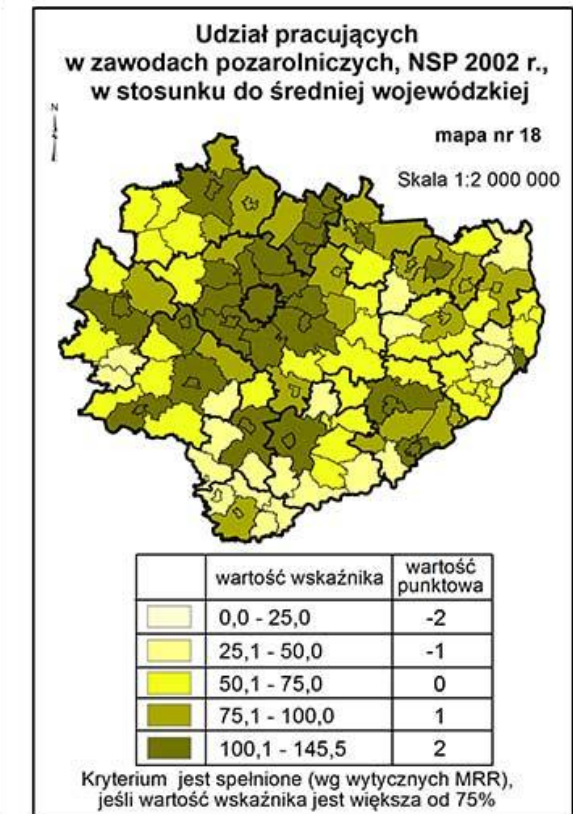 Udział pracujących
w zawodach pozarolniczych, NSP 2002 r.,
w stosunku do średniej wojewódzkiej
N
mapa nr 18
Skala 1:2 000 000
wartość wskaźnika
wartość
punktowa
0,0 - 25,0
-2
25,1 - 50,0
-1
50,1 - 75,0
0
75,1 - 100,0
1
100,1 - 145,5
2
Kryterium jest spełnione (wg wytycznych MRR),
jeśli wartość wskaźnika jest większa od 75%